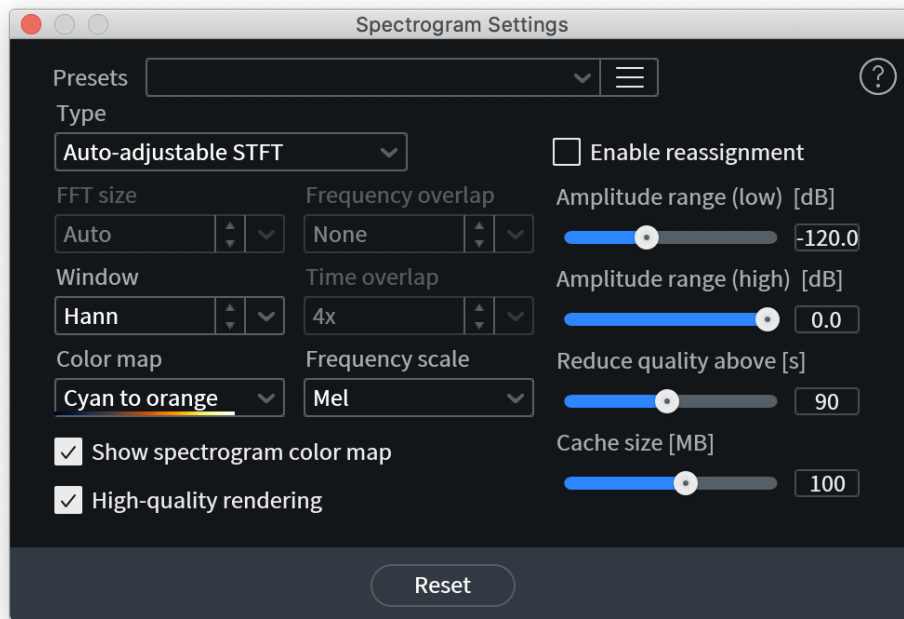 Spectrogram Settings
Presets
?
Type
Auto-adjustable STFT
Enable reassignment
FFT size
Frequency overlap
Amplitude range (low) [dB]
Auto
None
-120.0
Window
Time overlap
Amplitude range (high) [dB]
Hann
4x
0.0
Color map
Frequency scale
Reduce quality above [s]
Cyan to orange
Mel
90
Show spectrogram color map
Cache size [MB]
High-quality rendering
100
Reset